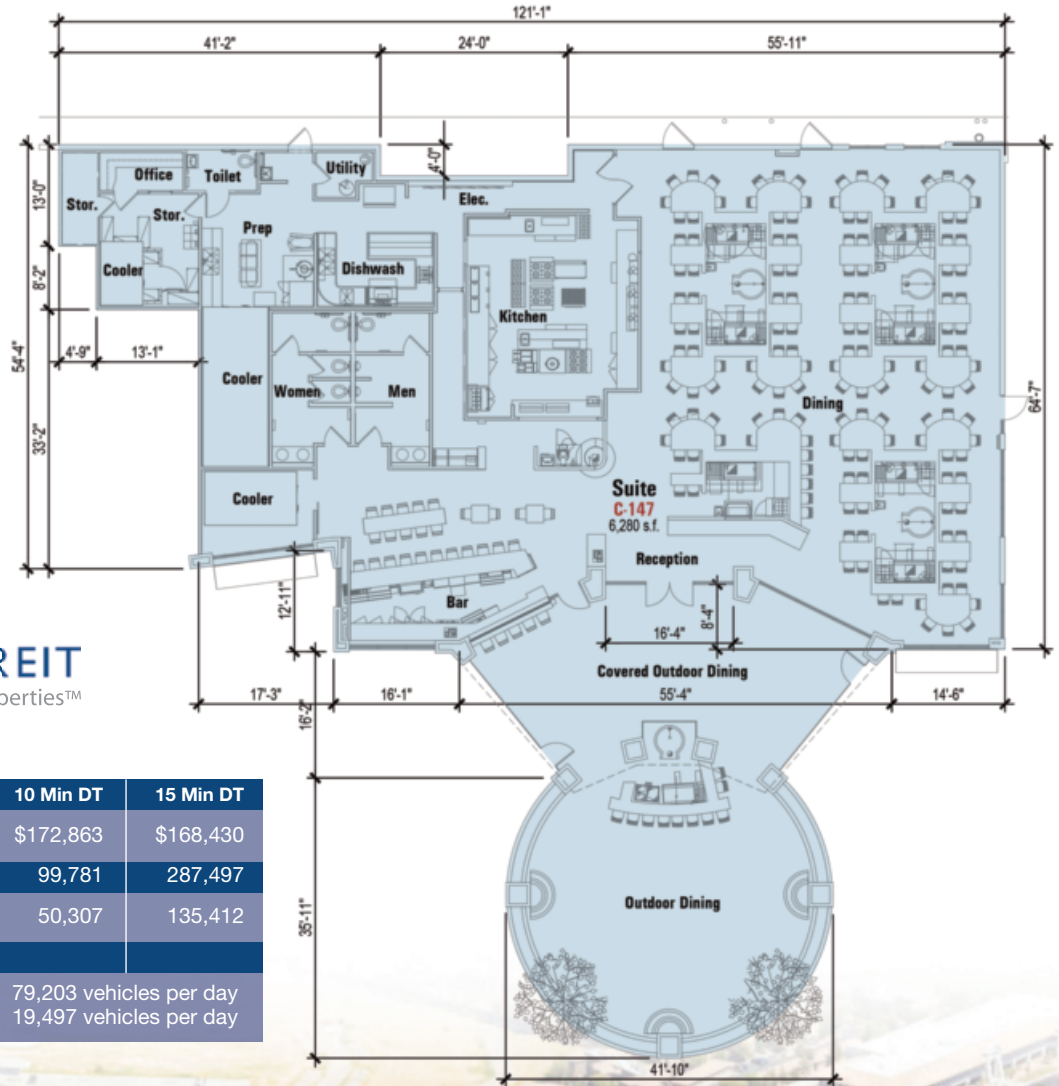 121'-1"
41'-2"
24'-0"
55'-11"
4'-0"
Office
Toilet
Utility
Elec.
Stor.
Stor.
Prep
13'-0"
Cooler
Dishwash
8'-2"
Kitchen
54'-4"
4'-9"
13'-1"
Cooler
Women
Men
Dining
64'-7"
33'-2"
Cooler
Suite
C-147
6,280 s.f.
Reception
12'-11"
Bar
16'-4"
8'-4"
Covered Outdoor Dining
REIT
perties™
17'-3"
16'-1"
55'-4"
14'-6"
16'-2"
10 Min DT 15 Min DT
$172,863 $168,430
99,781 287,497
50,307 135,412
79,203 vehicles per day
19,497 vehicles per day
35'-11"
Outdoor Dining
41'-10"